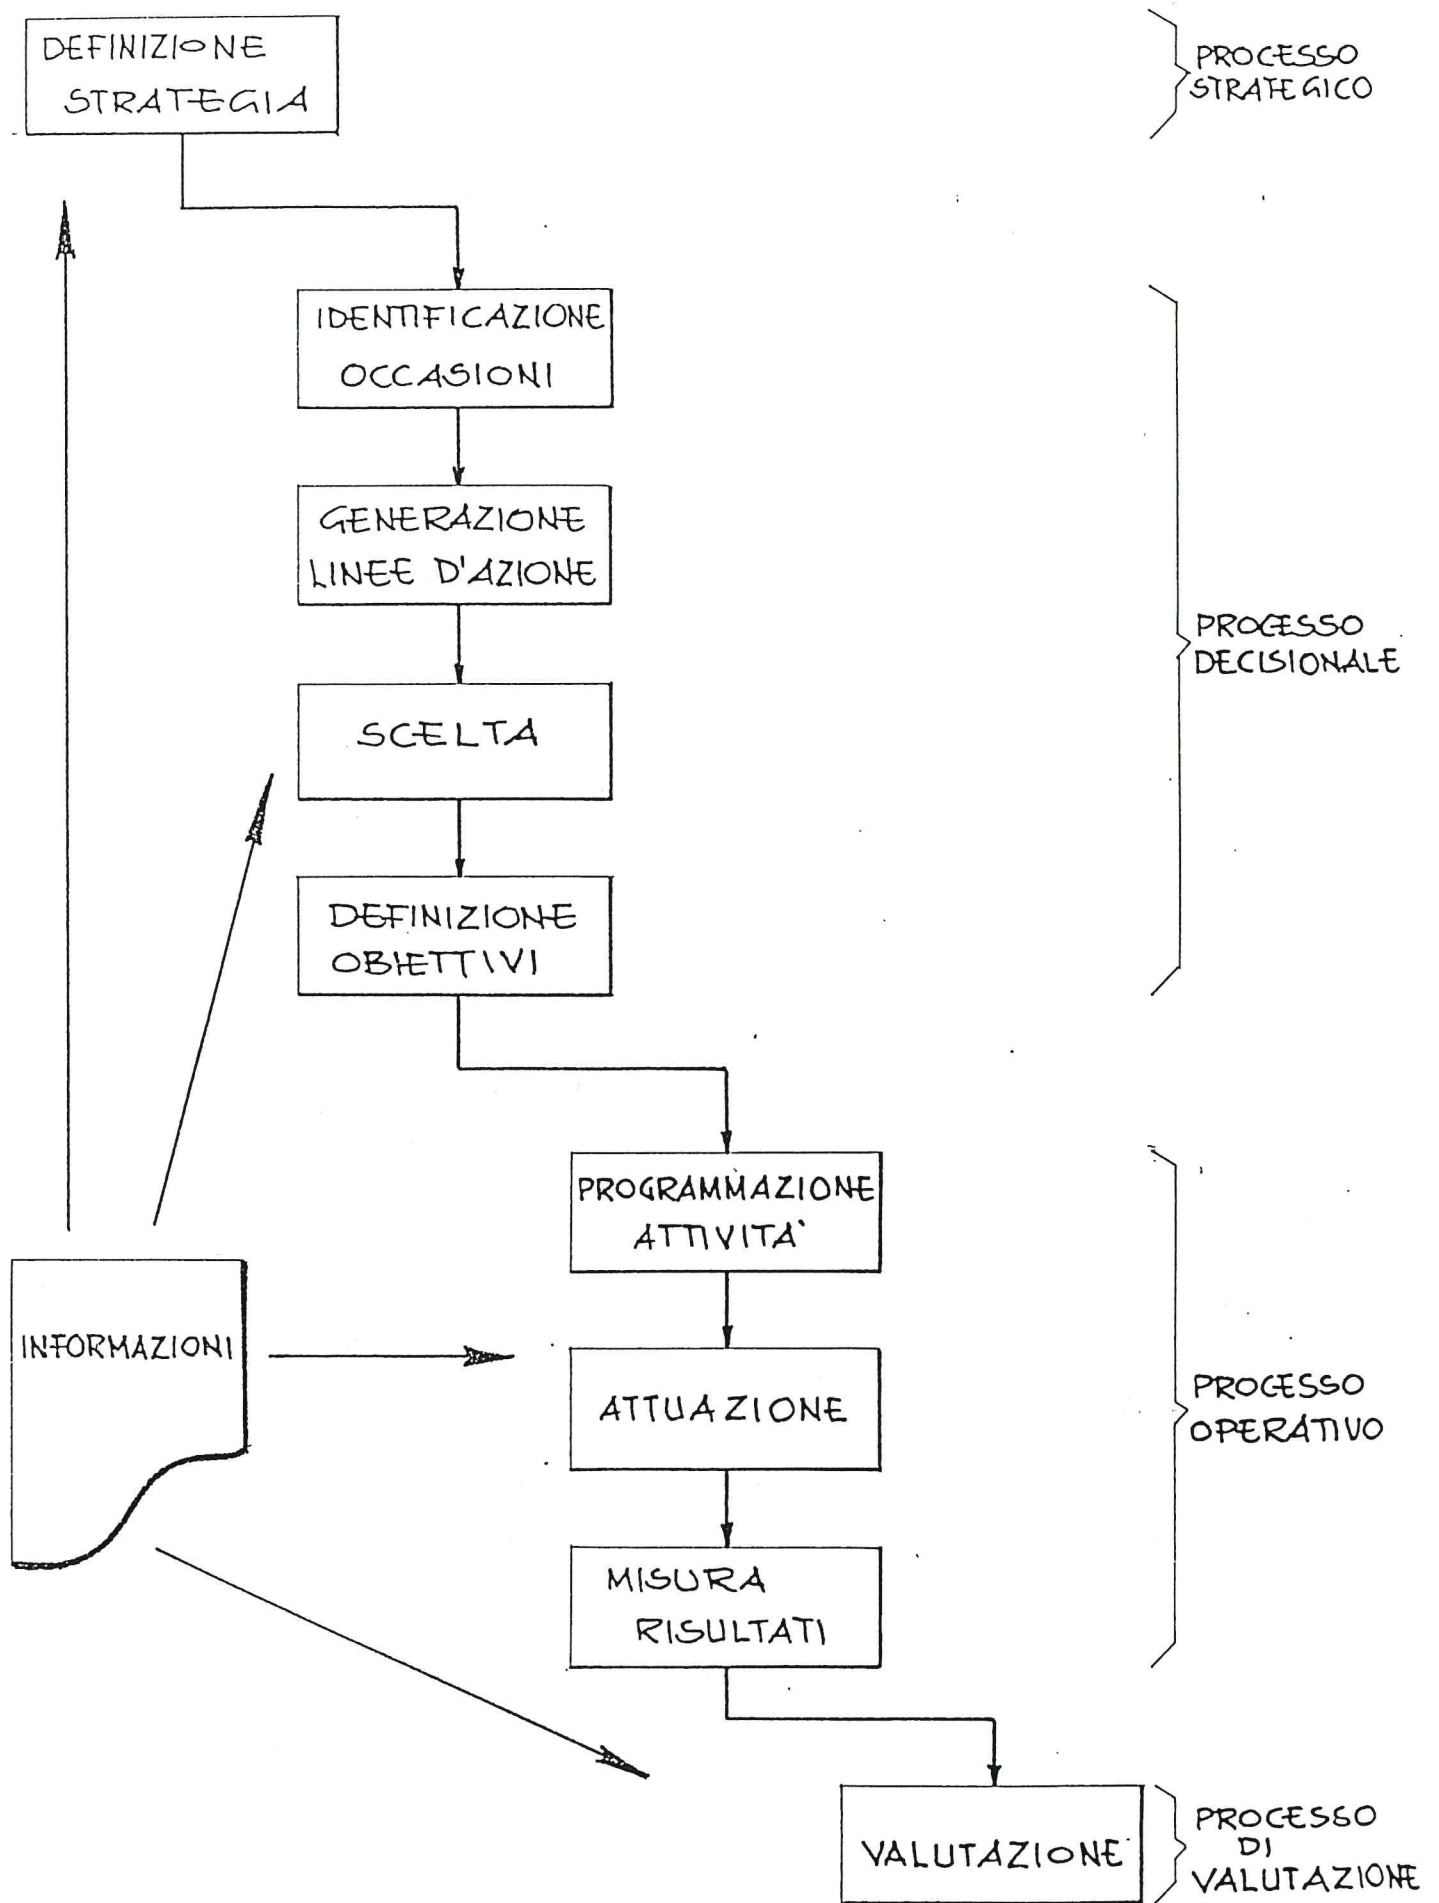 DEFINIZIONE
STRATEGIA
PROCESSO
STRATEGICO
IDENTIFICAZIONE
OCCASIONI
GENERAZIONE
LINEE D'AZIONE
SCELTA
DEFINIZIONE
OBIETTIVI
PROCESSO
DECISIONALE
PROGRAMMAZIONE
ATTIVITA'
INFORMAZIONI
ATTUAZIONE
MISURA
RISULTATI
PROCESSO
OPERATIVO
VALUTAZIONE
PROCESSO
DI
VALUTAZIONE